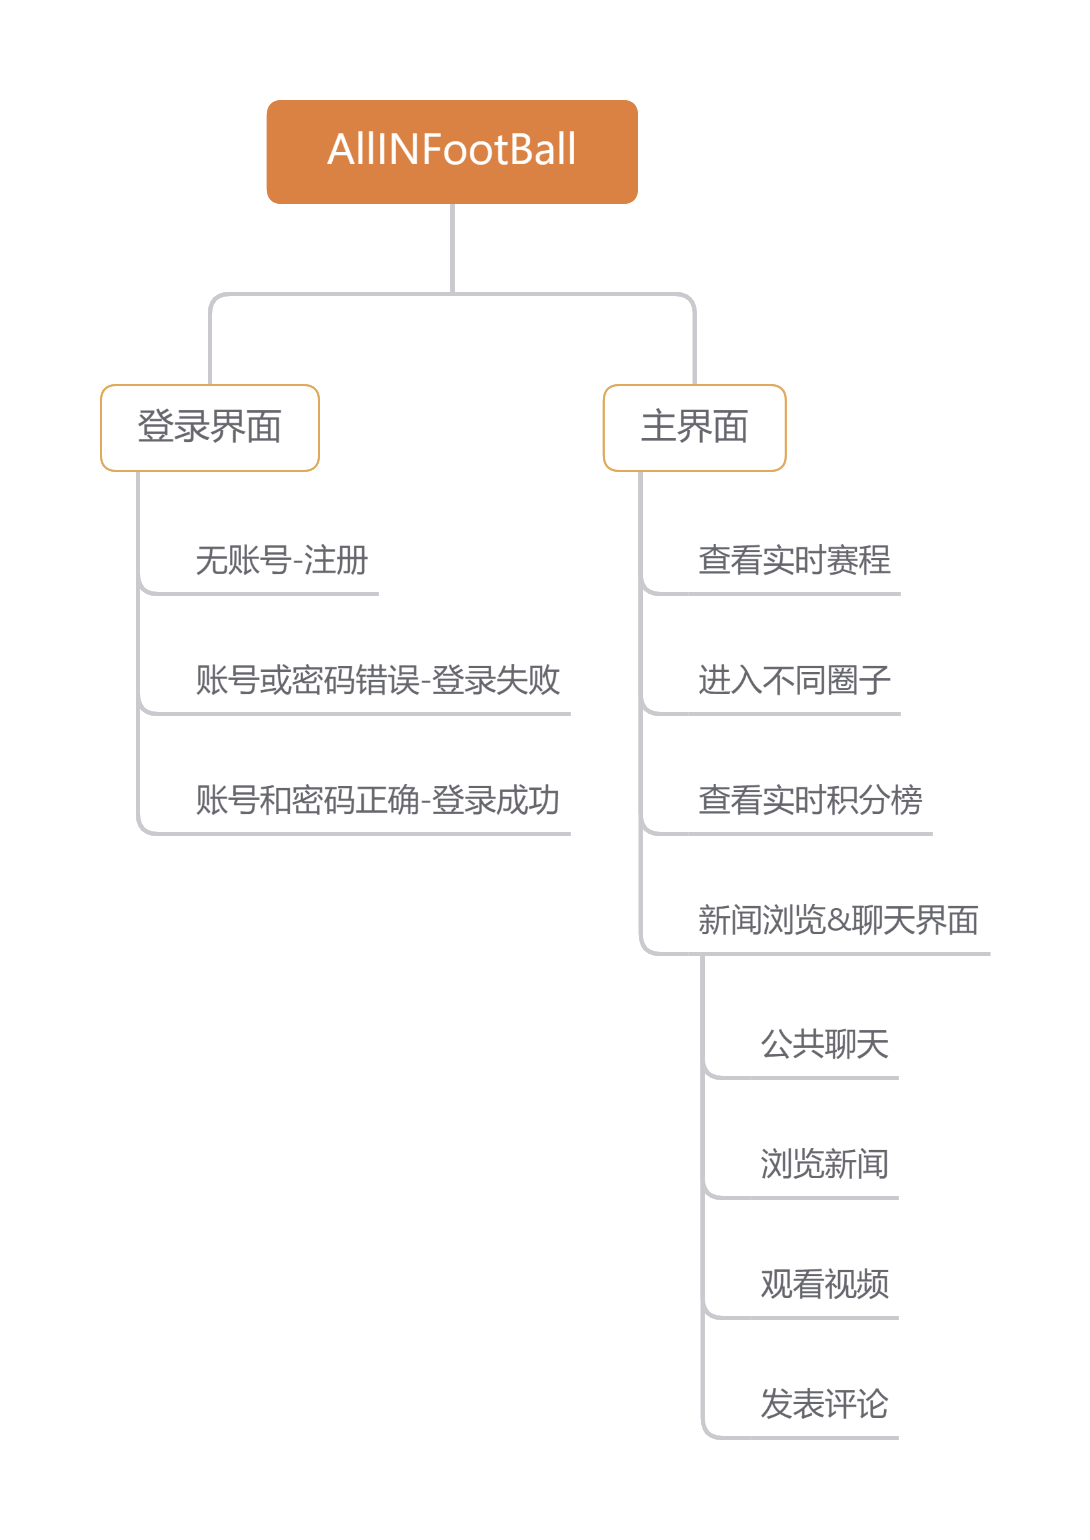 AllINFootBall
登录界面
无账号-注册
账号或密码错误-登录失败
账号和密码正确-登录成功
主界面
查看实时赛程
进入不同圈子
查看实时积分榜
新闻浏览&聊天界面
公共聊天
浏览新闻
观看视频
发表评论